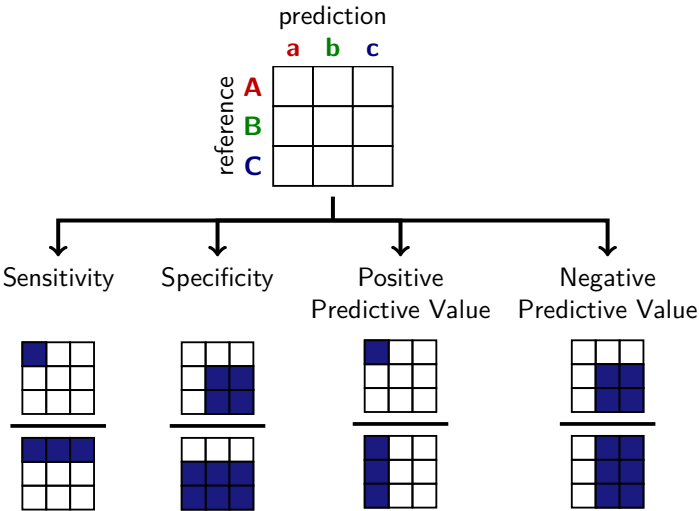 prediction
a b c
reference
A
B
C
Sensitivity
Specificity
Positive
Predictive Value
Negative
Predictive Value